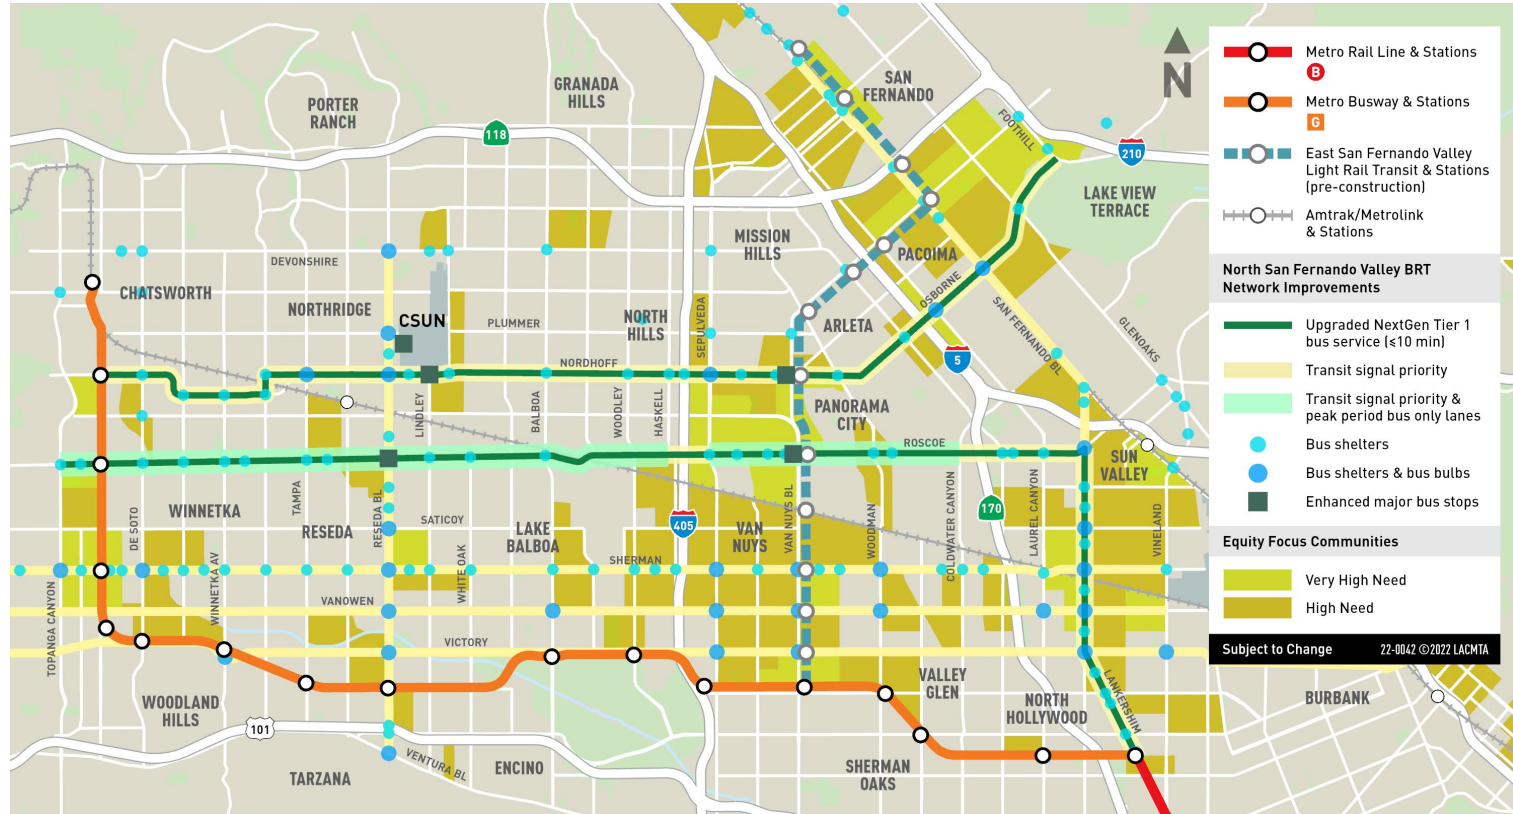 GRANADA
HILLS
PORTER
RANCH
118
SAN
FERNANDO
N
FOOTHILL
210
LAKE VIEW
TERRACE
MISSION
HILLS
PACOIMA
DEVONSHIRE
CHATSWORTH
NORTHRIDGE
CSUN
PLUMMER
NORTH
HILLS
SEPULVEDA
ARLETA
OSBORNE
SAN FERNANDO BL
GLENOAKS
5
NORDHOFF
LINDLEY
BALBOA
WOODLEY
HASKELL
PANORAMA
CITY
ROSCOE
SUN
VALLEY
WINNETKA
DE SOTO
TAMPA
RESEDA
RESEDA BL
SATICOY
LAKE
BALBOA
405
VAN
NUYS
VAN NUYS BL
WOODMAN
COLDWATER CANYON
170
LAUREL CANYON
VINELAND
SHERMAN
WHITE OAK
WINNETKA AV
TOPANGA CANYON
VANOWEN
VICTORY
WOODLAND
HILLS
101
TARZANA
VENTURA BL
ENCINO
VALLEY
GLEN
NORTH
HOLLYWOOD
LANKERSHIM
SHERMAN
OAKS
BURBANK
Metro Rail Line & Stations
B
Metro Busway & Stations
G
East San Fernando Valley
Light Rail Transit & Stations
(pre-construction)
Amtrak/Metrolink
& Stations
North San Fernando Valley BRT
Network Improvements
Upgraded NextGen Tier 1
bus service (≤10 min)
Transit signal priority
Transit signal priority &
peak period bus only lanes
Bus shelters
Bus shelters & bus bulbs
Enhanced major bus stops
Equity Focus Communities
Very High Need
High Need
Subject to Change 22-0042 ©2022 LACMTA